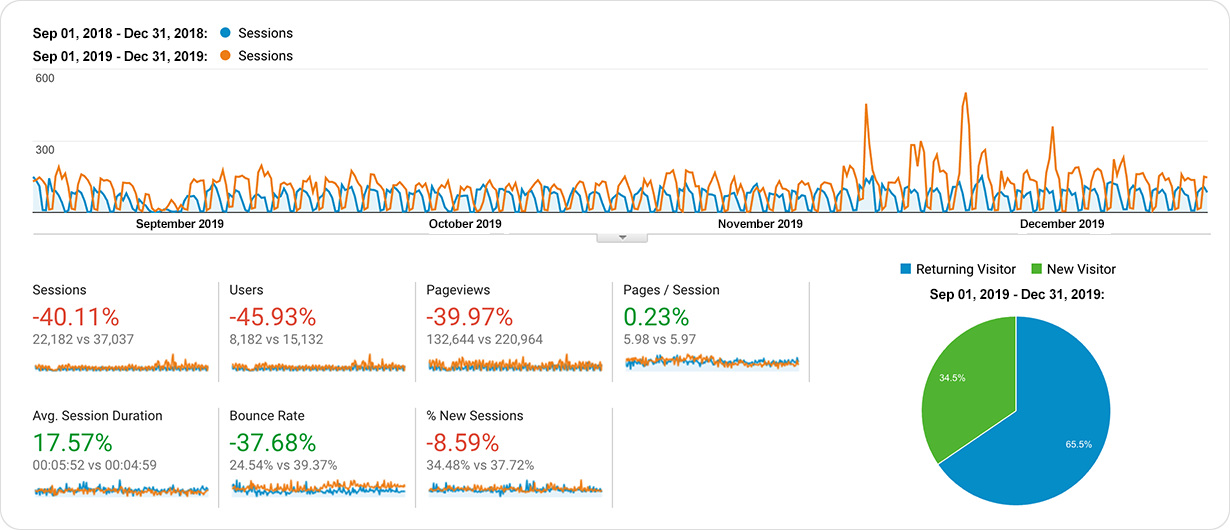 Sep 01, 2018 - Dec 31, 2018: Sessions
Sep 01, 2019 - Dec 31, 2019: Sessions
600
300
September 2019 October 2019 November 2019 December 2019
Sessions
-40.11%
22,182 vs 37,037
Users
-45.93%
8,182 vs 15,132
Pageviews
-39.97%
132,644 vs 220,964
Pages / Session
0.23%
5.98 vs 5.97
Avg. Session Duration
17.57%
00:05:52 vs 00:04:59
Bounce Rate
-37.68%
24.54% vs 39.37%
% New Sessions
-8.59%
34.48% vs 37.72%
Returning Visitor New Visitor
Sep 01, 2019 - Dec 31, 2019:
34.5%
65.5%